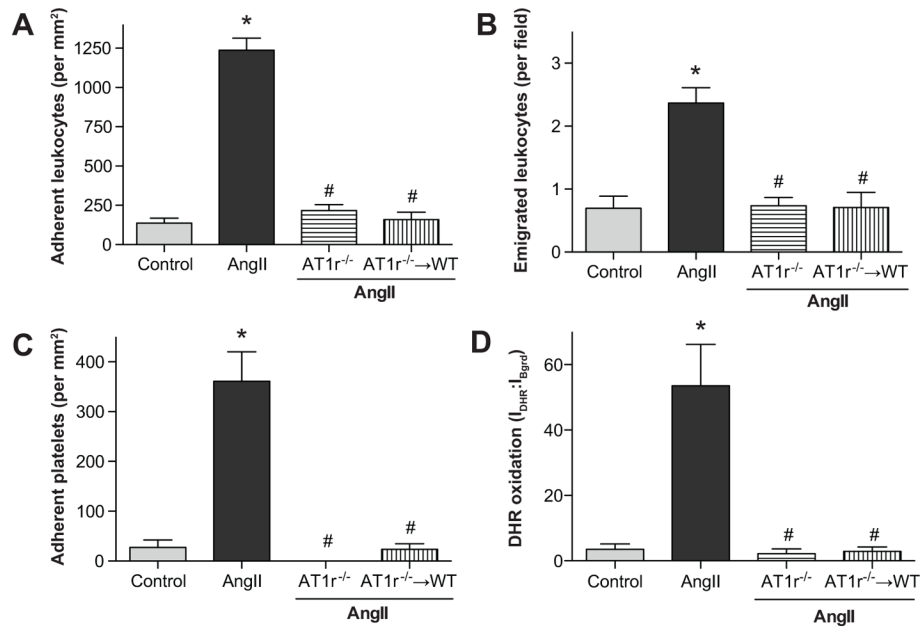 A
Adherent leukocytes (per mm²)
1250
1000
750
500
250
0
*
#
#
Control
AngII
AT1r⁻/⁻
AT1r⁻/⁻→WT
AngII
B
Emigrated leukocytes (per field)
3
2
1
0
*
#
#
Control
AngII
AT1r⁻/⁻
AT1r⁻/⁻→WT
AngII
C
Adherent platelets (per mm²)
400
300
200
100
0
*
#
#
Control
AngII
AT1r⁻/⁻
AT1r⁻/⁻→WT
AngII
D
DHR oxidation (I_DHR:I_Bgrd)
60
40
20
0
*
#
#
Control
AngII
AT1r⁻/⁻
AT1r⁻/⁻→WT
AngII